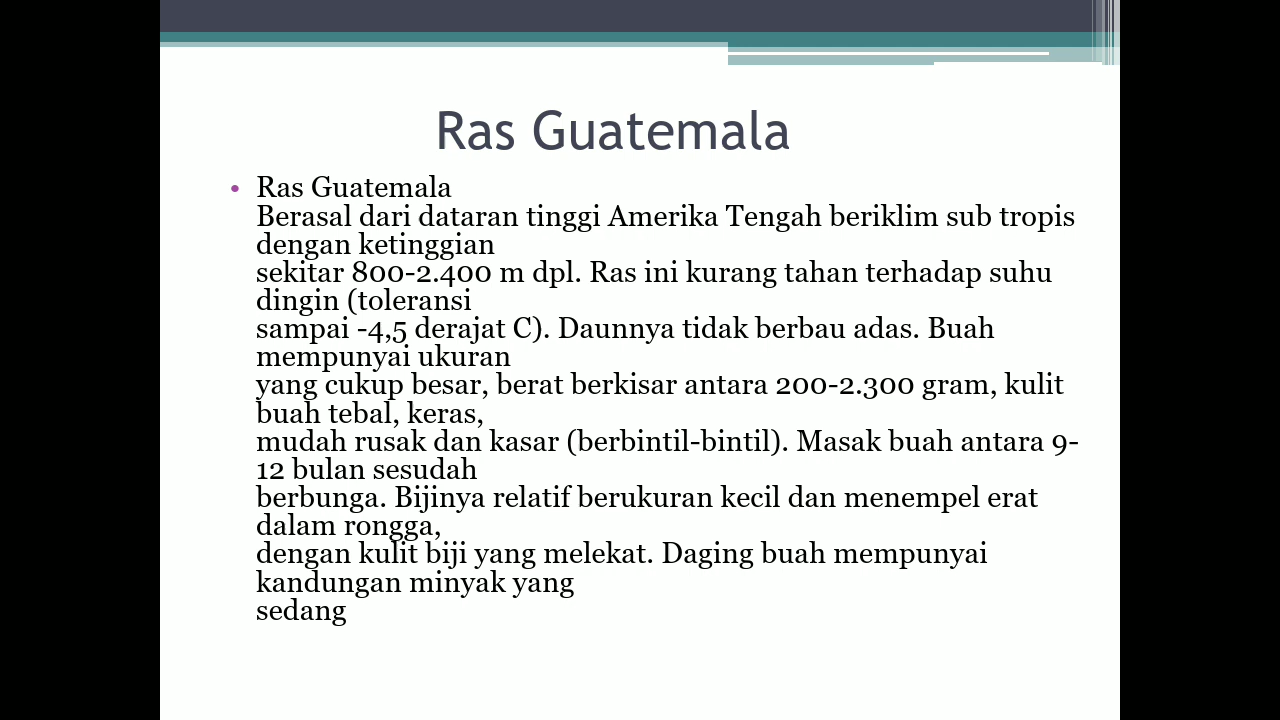 Ras Guatemala
• Ras Guatemala
Berasal dari dataran tinggi Amerika Tengah beriklim sub tropis
dengan ketinggian
sekitar 800-2.400 m dpl. Ras ini kurang tahan terhadap suhu
dingin (toleransi
sampai -4,5 derajat C). Daunnya tidak berbau adas. Buah
mempunyai ukuran
yang cukup besar, berat berkisar antara 200-2.300 gram, kulit
buah tebal, keras,
mudah rusak dan kasar (berbintil-bintil). Masak buah antara 9-
12 bulan sesudah
berbunga. Bijinya relatif berukuran kecil dan menempel erat
dalam rongga,
dengan kulit biji yang melekat. Daging buah mempunyai
kandungan minyak yang
sedang